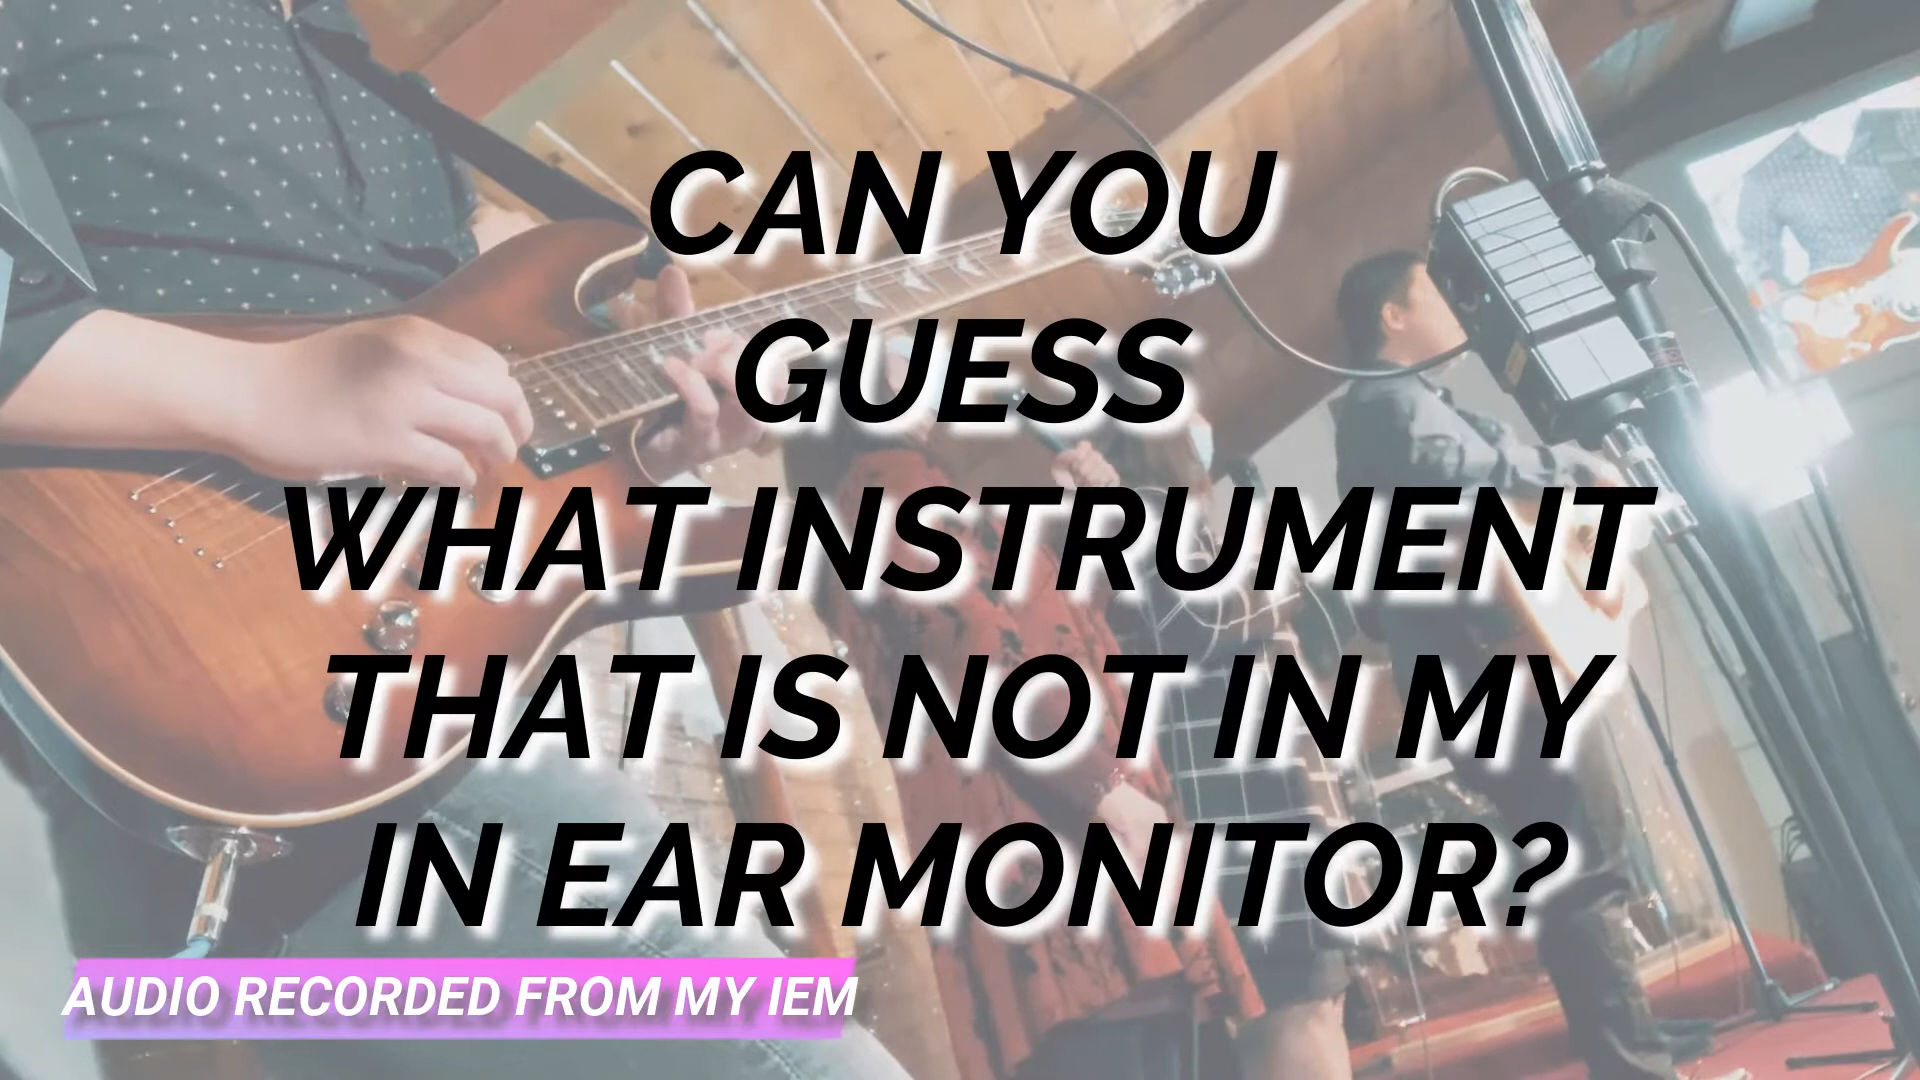 CAN YOU
GUESS
WHAT INSTRUMENT
THAT IS NOT IN MY
IN EAR MONITOR?
AUDIO RECORDED FROM MY IEM